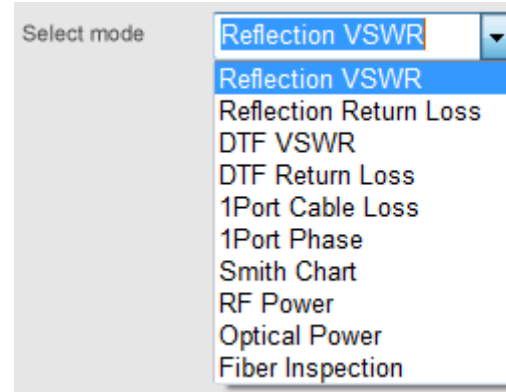 Select mode
Reflection VSWR
Reflection VSWR
Reflection Return Loss
DTF VSWR
DTF Return Loss
1Port Cable Loss
1Port Phase
Smith Chart
RF Power
Optical Power
Fiber Inspection